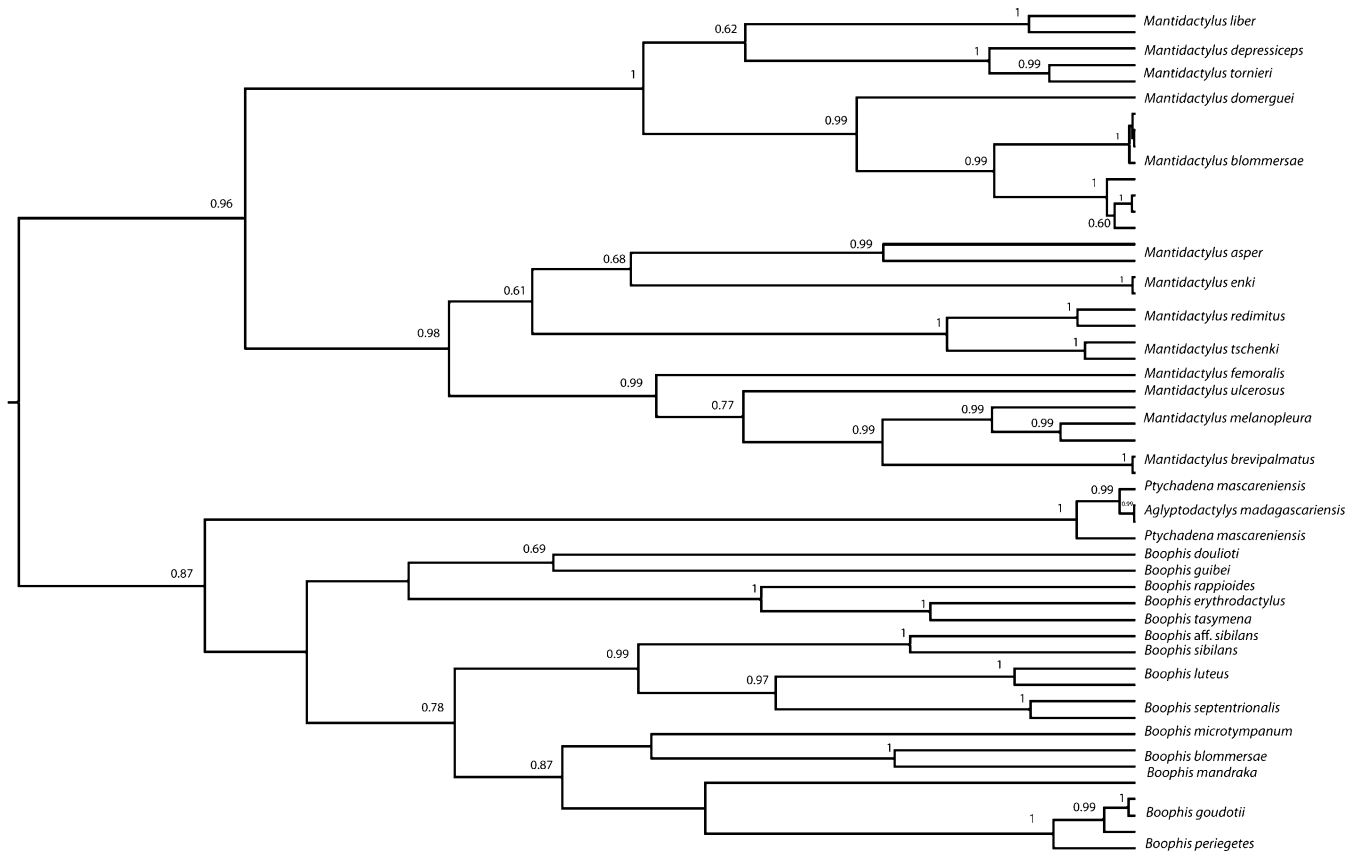 1
Mantidactylus liber
0.62
1
Mantidactylus depressiceps
0.99
Mantidactylus tornieri
1
Mantidactylus domerguei
0.99
1
0.99
Mantidactylus blommersae
1
1
0.96
0.60
0.99
Mantidactylus asper
0.68
1
Mantidactylus enki
0.61
1
Mantidactylus redimitus
1
0.98
1
Mantidactylus tschenki
Mantidactylus femoralis
0.99
Mantidactylus ulcerosus
0.77
0.99
Mantidactylus melanopleura
0.99
0.99
1
Mantidactylus brevipalmatus
Ptychadena mascareniensis
0.99
0.99
1
Aglyptodactylys madagascariensis
Ptychadena mascareniensis
0.69
Boophis doulioti
Boophis guibei
0.87
1
Boophis rappioides
1
Boophis erythrodactylus
Boophis tasymena
1
Boophis aff. sibilans
0.99
Boophis sibilans
1
Boophis luteus
0.97
1
Boophis septentrionalis
0.78
Boophis microtympanum
1
Boophis blommersae
0.87
Boophis mandraka
1
0.99
Boophis goudotii
1
Boophis periegetes